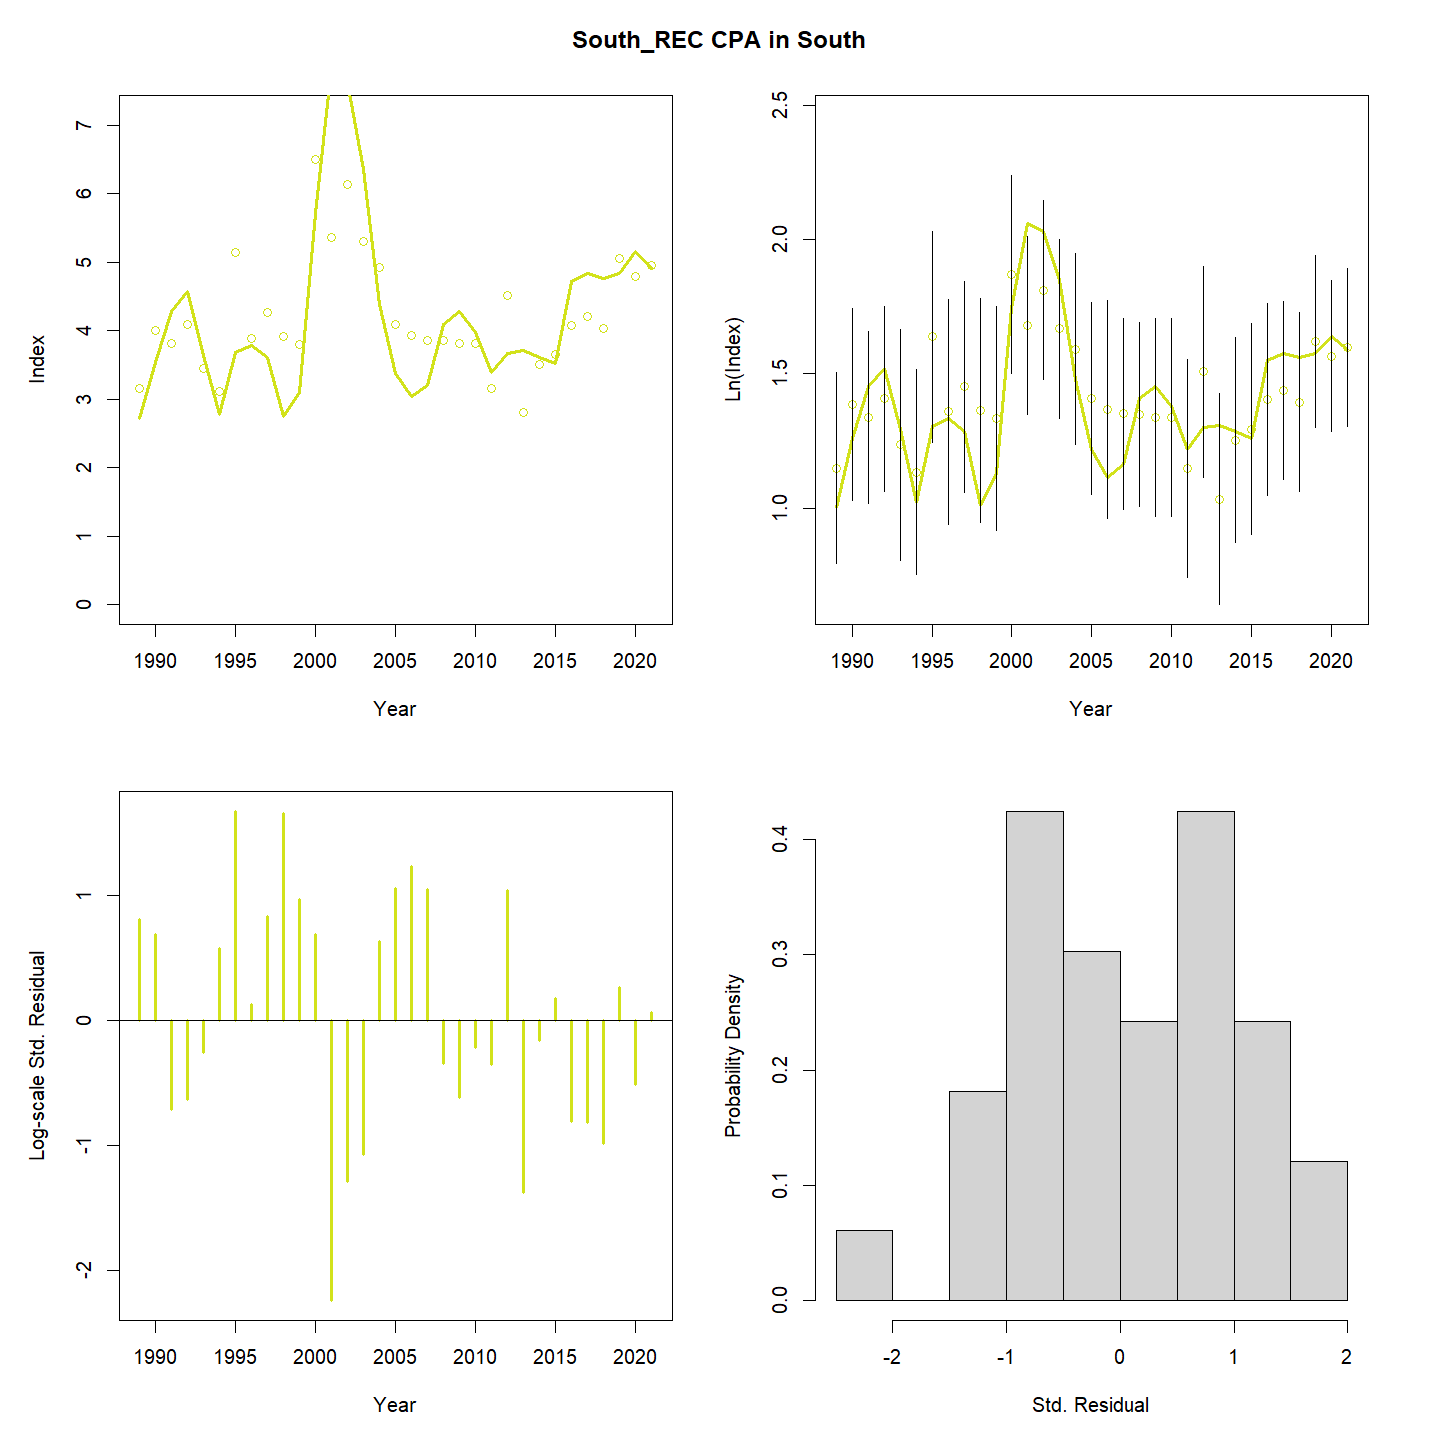 South_REC CPA in South
Index
7
6
5
4
3
2
1
0
1990 1995 2000 2005 2010 2015 2020
Year
Ln(Index)
2.5
2.0
1.5
1.0
1990 1995 2000 2005 2010 2015 2020
Year
Log-scale Std. Residual
1
0
-1
-2
1990 1995 2000 2005 2010 2015 2020
Year
Probability Density
0.4
0.3
0.2
0.1
0.0
-2 -1 0 1 2
Std. Residual